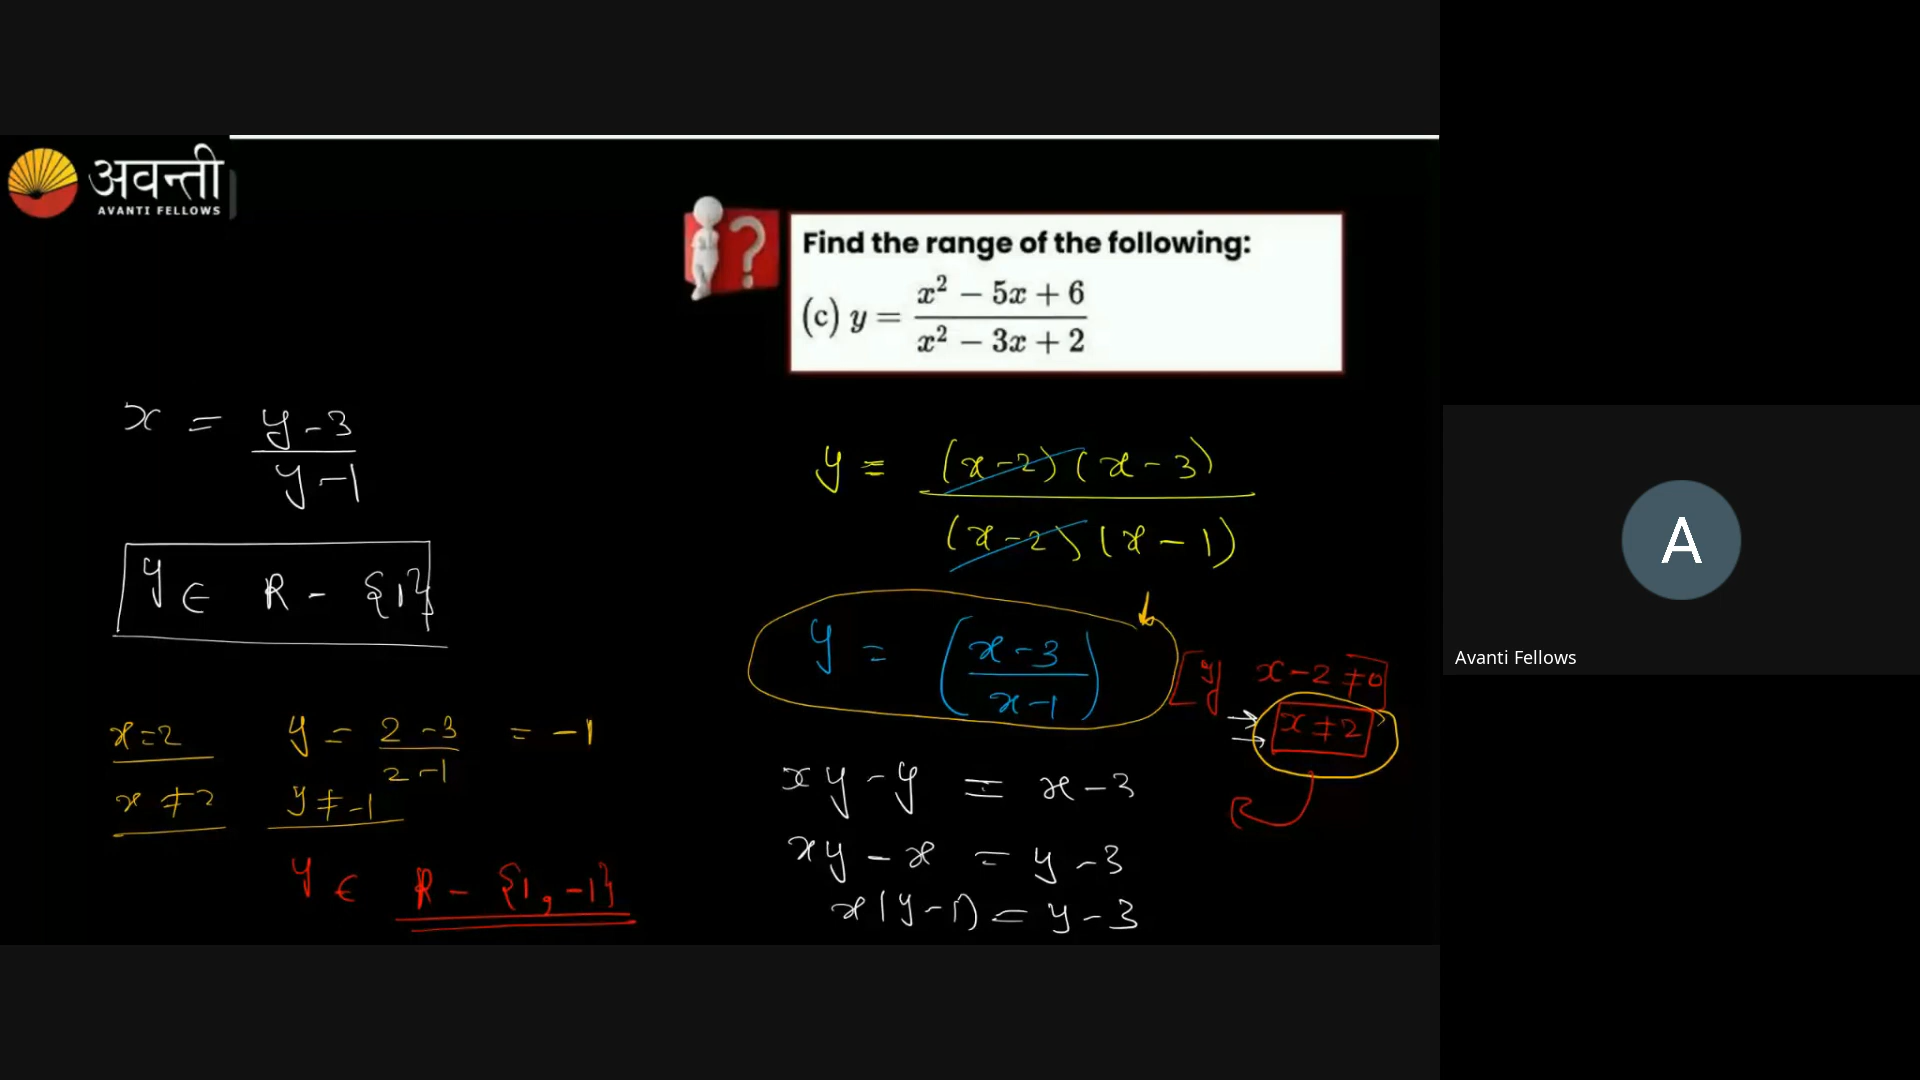 अवन्ती
AVANTI FELLOWS
Find the range of the following:
(c) y = (x² − 5x + 6) / (x² − 3x + 2)
x = (y-3) / (y-1)
y ∈ R - {1}
x=2 y = (2-3) / (2-1) = -1
x ≠ 2 y ≠ -1
y ∈ R - {1, -1}
y = (x-2)(x-3) / (x-2)(x-1)
y = (x-3 / x-1)
x-2 ≠ 0
x ≠ 2
xy - y = x - 3
xy - x = y - 3
x(y-1) = y - 3
A
Avanti Fellows